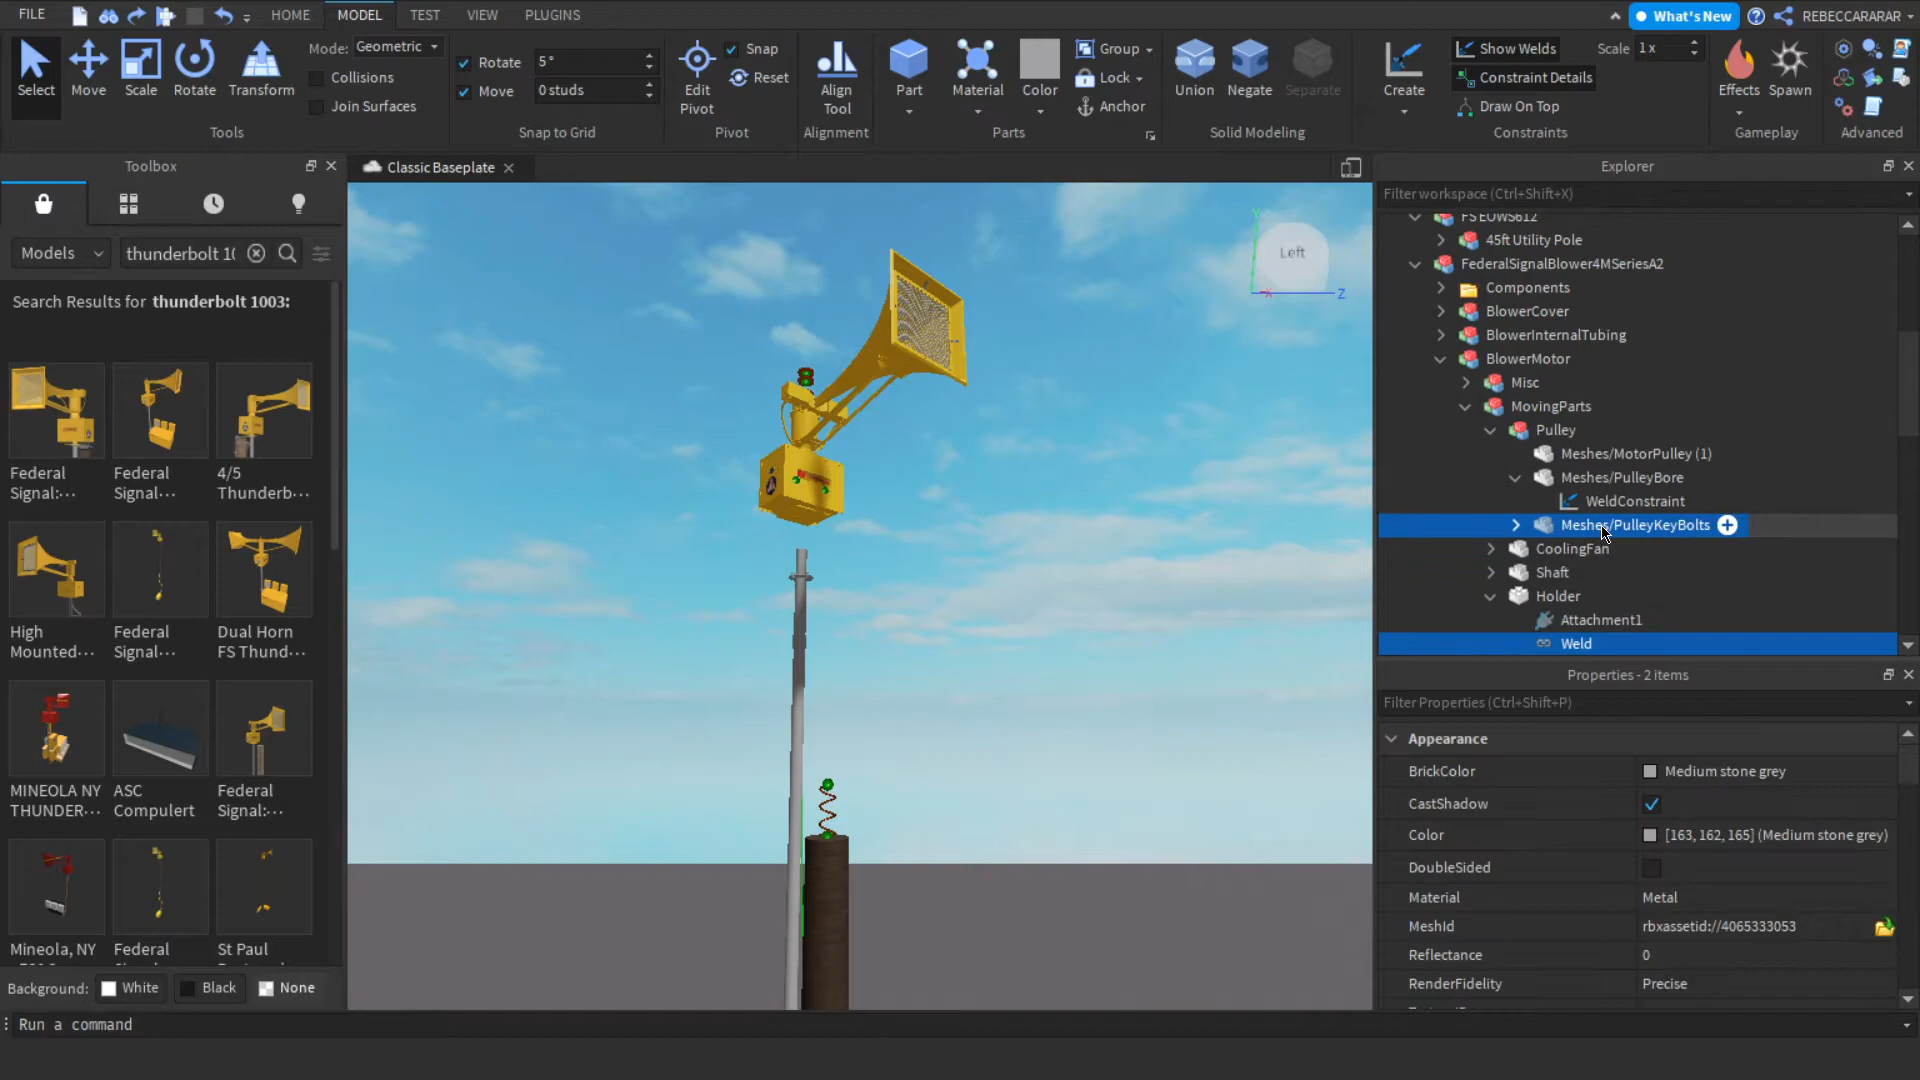 FILE
HOME
MODEL
TEST
VIEW
PLUGINS
What's New
REBECCARARAR
Select
Move
Scale
Rotate
Transform
Mode: Geometric
Collisions
Join Surfaces
Tools
Rotate 5°
Move 0 studs
Snap to Grid
Edit
Pivot
Snap
Reset
Pivot
Align
Tool
Alignment
Part
Material
Color
Group
Lock
Anchor
Parts
Union
Negate
Separate
Solid Modeling
Create
Show Welds
Constraint Details
Draw On Top
Scale 1 x
Constraints
Effects
Spawn
Gameplay
Advanced
Toolbox
Models
thunderbolt 10
Search Results for thunderbolt 1003:
Federal
Signal:···
Federal
Signal···
4/5
Thunderb···
High
Mounted···
Federal
Signal···
Dual Horn
FS Thund···
MINEOLA NY
THUNDER···
ASC
Compulert
Federal
Signal:···
Mineola, NY
Federal
St Paul
Background: White Black None
Classic Baseplate
Left
Y
X
Z
Explorer
Filter workspace (Ctrl+Shift+X)
FS EOWS612
45ft Utility Pole
FederalSignalBlower4MSeriesA2
Components
BlowerCover
BlowerInternalTubing
BlowerMotor
Misc
MovingParts
Pulley
Meshes/MotorPulley (1)
Meshes/PulleyBore
WeldConstraint
Meshes/PulleyKeyBolts
CoolingFan
Shaft
Holder
Attachment1
Weld
Properties - 2 items
Filter Properties (Ctrl+Shift+P)
Appearance
BrickColor Medium stone grey
CastShadow
Color [163, 162, 165] (Medium stone grey)
DoubleSided
Material Metal
MeshId rbxassetid://4065333053
Reflectance 0
RenderFidelity Precise
Run a command